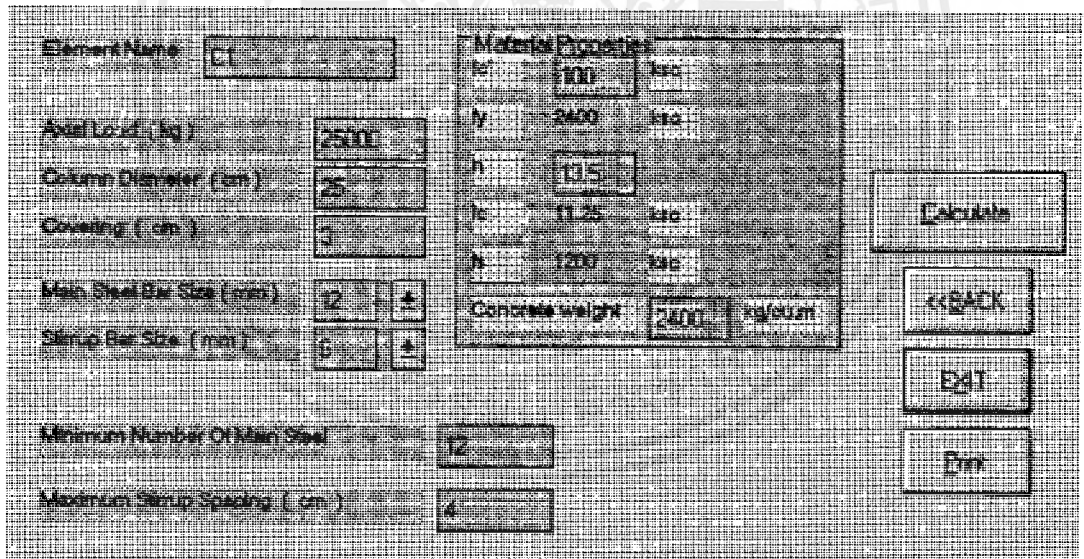 Element Name C1
Axial Load ( kg ) 25000
Column Diameter ( cm ) 25
Covering ( cm ) 3
Main Steel Bar Size ( mm ) 12
Stirrup Bar Size ( mm ) 6
Minimum Number Of Main Steel 12
Maximum Stirrup Spacing ( cm ) 4
Material Properties
fc' 100 ksc
fy 2400 ksc
n 13.5
fc 11.25 ksc
fs 1200 ksc
Concrete weight 2400 kg/cu.m
Calculate
<<BACK
EXIT
Print